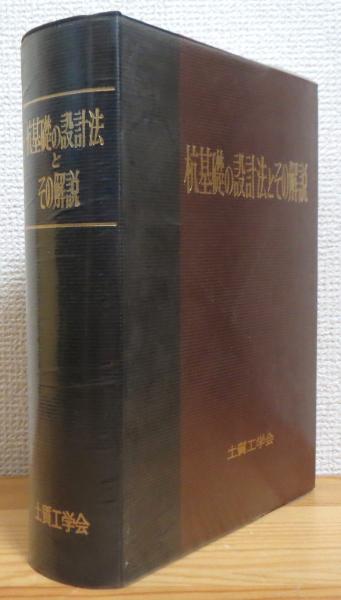 杭基礎の設計法
と
その解説
土質工学会
杭基礎の設計法とその解説
土質工学会